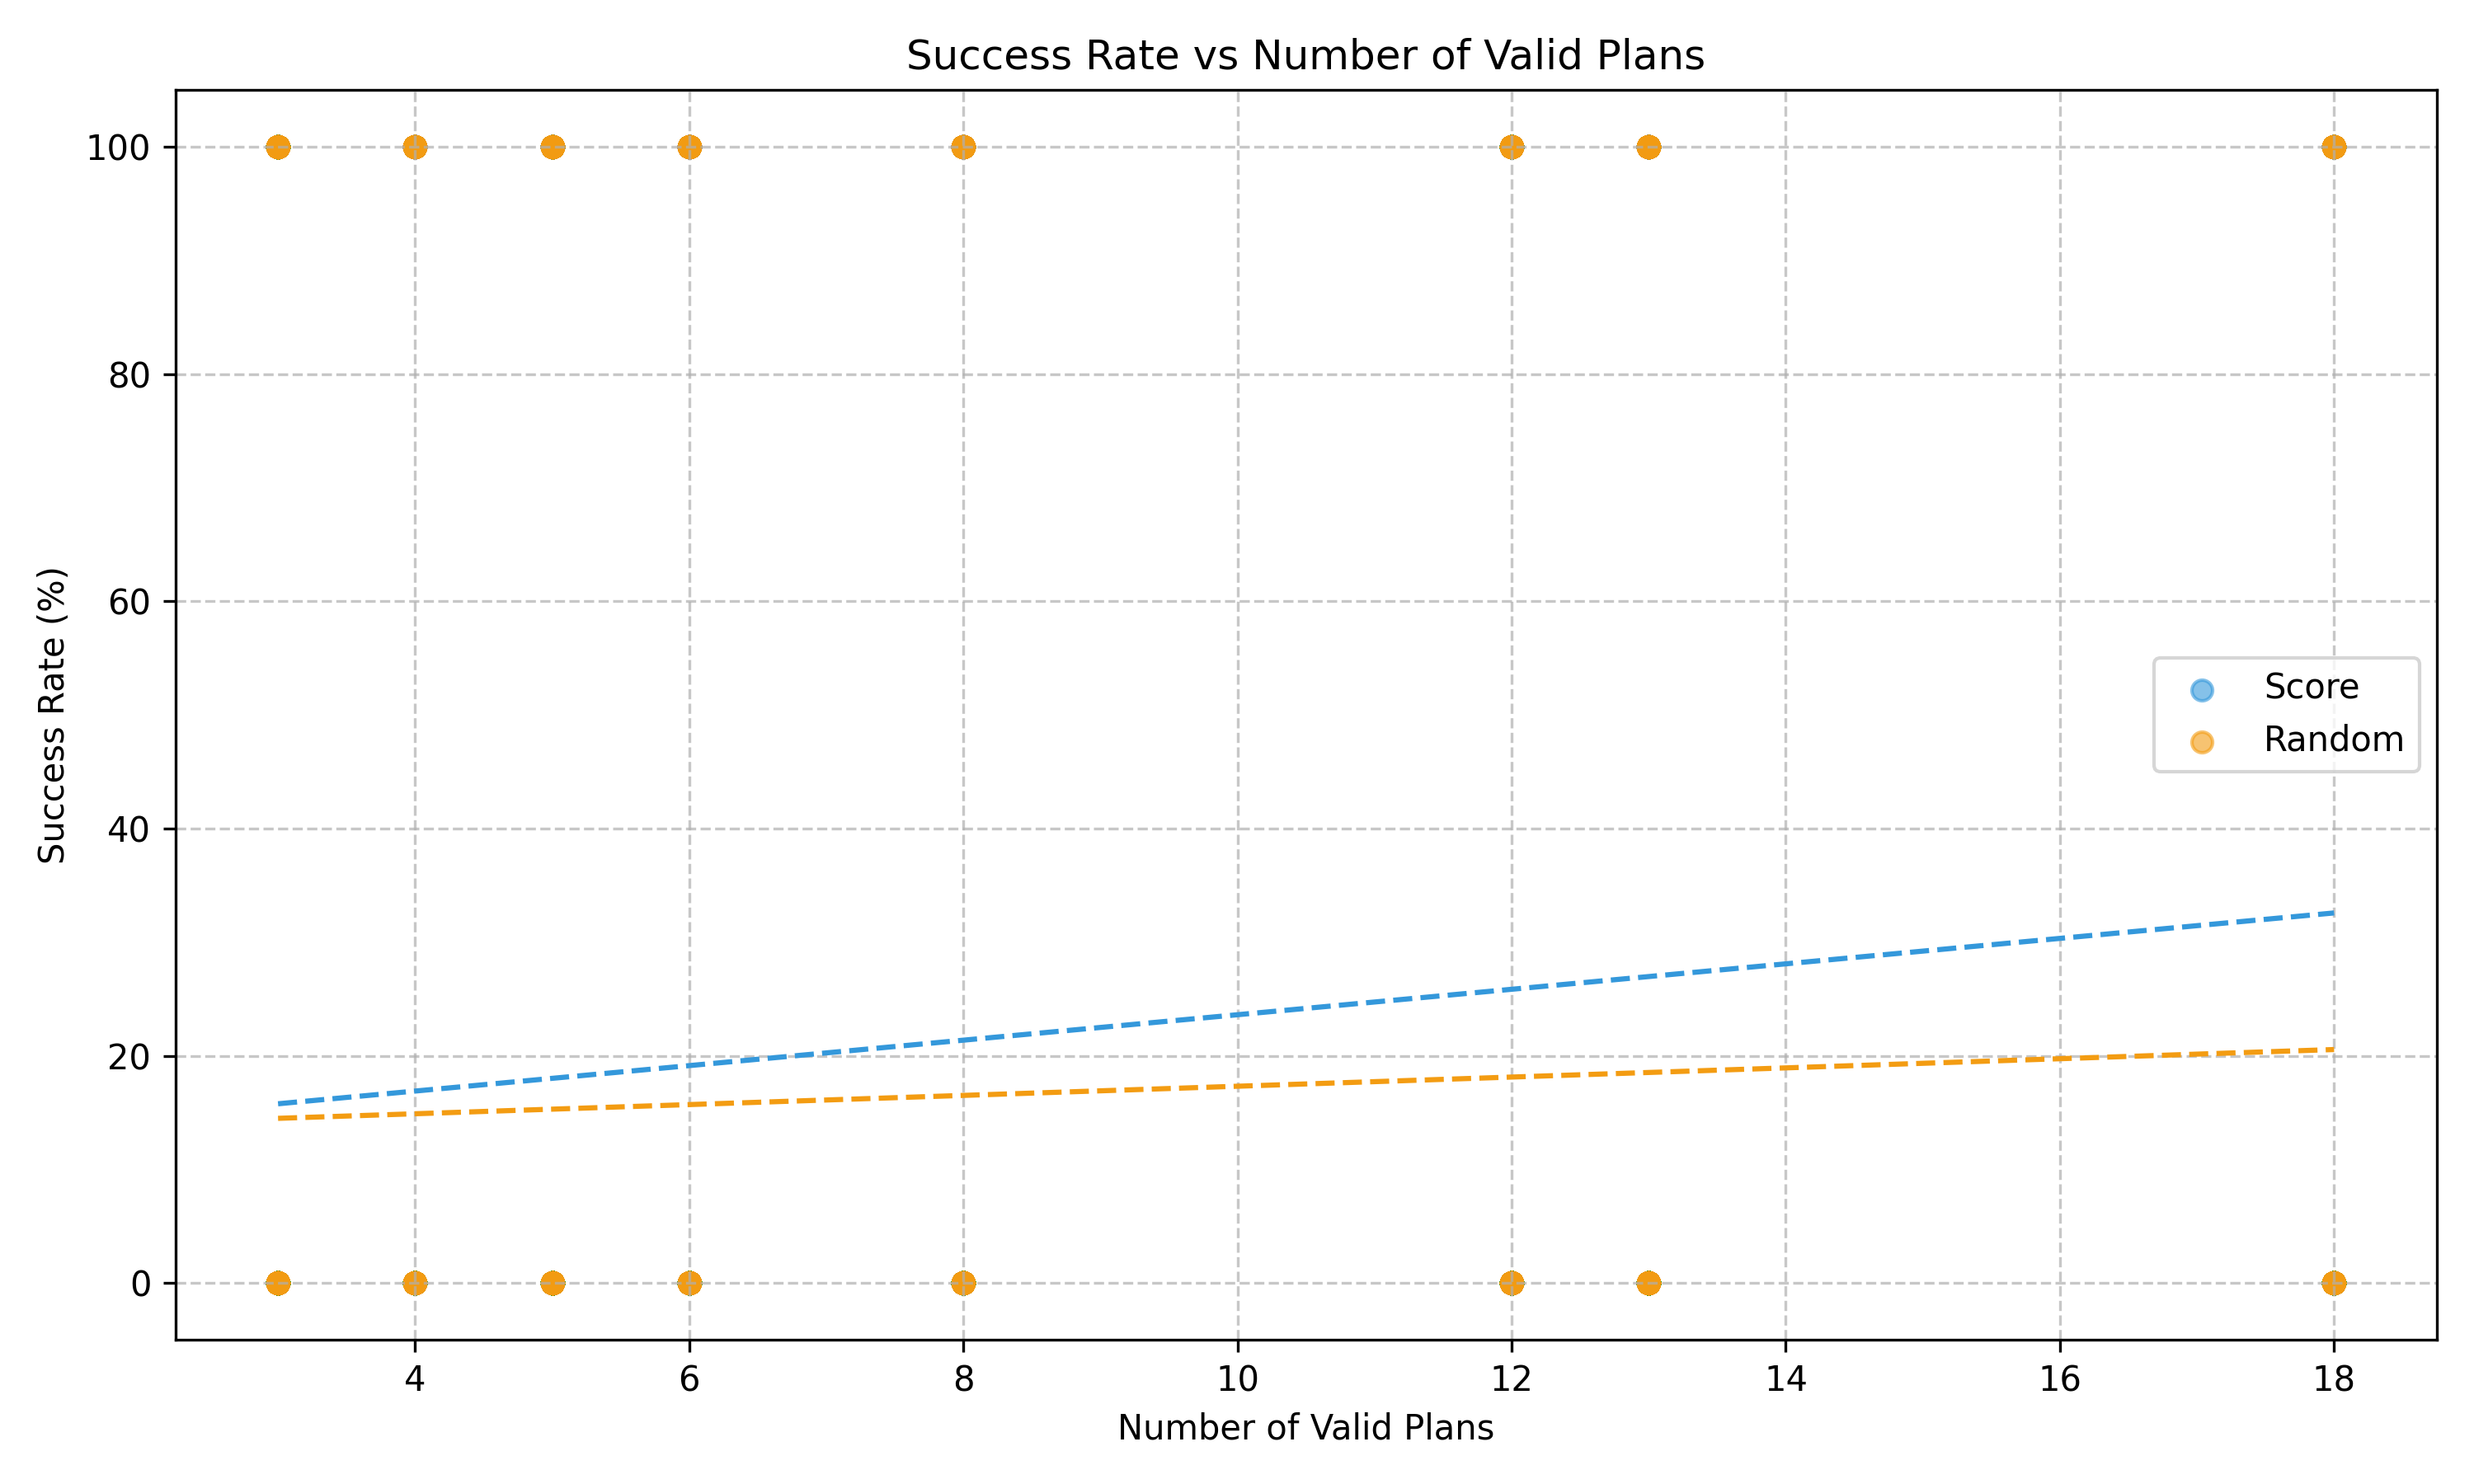 Success Rate vs Number of Valid Plans
100
80
60
40
20
0
Success Rate (%)
Score
Random
4 6 8 10 12 14 16 18
Number of Valid Plans